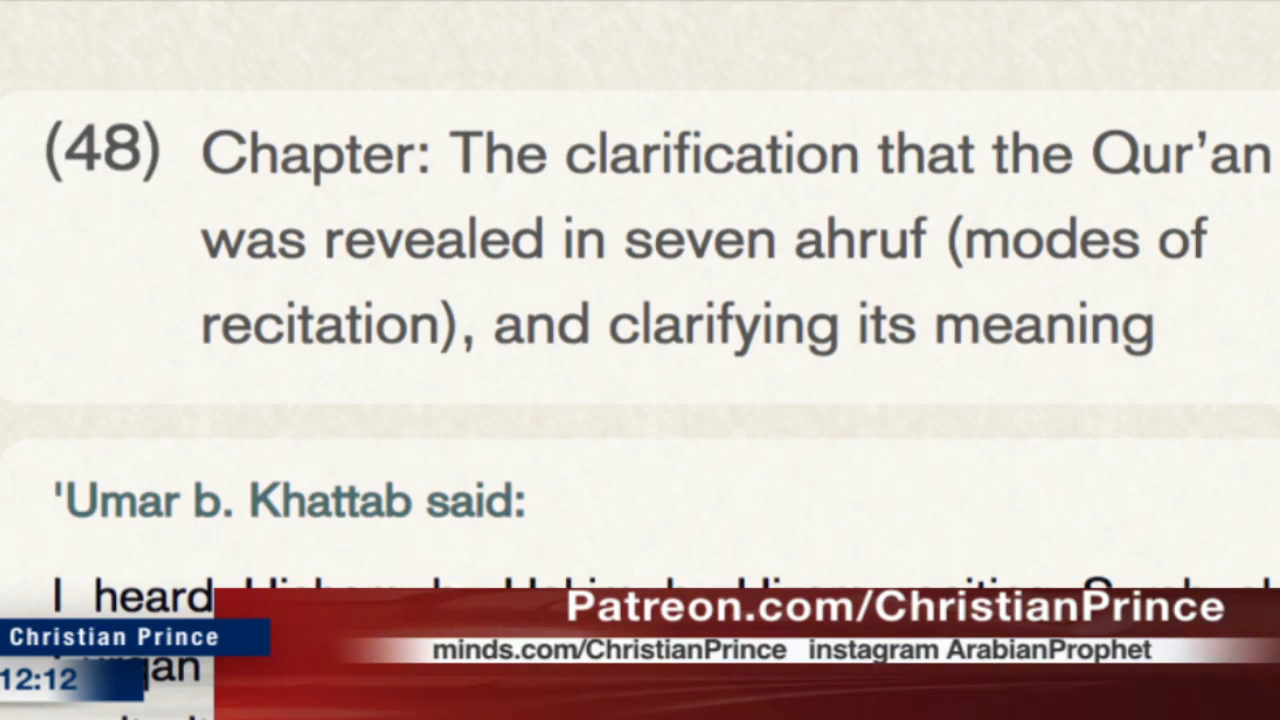 (48) Chapter: The clarification that the Qur'an
was revealed in seven ahruf (modes of
recitation), and clarifying its meaning
'Umar b. Khattab said:
I heard
Patreon.com/ChristianPrince
Christian Prince
minds.com/ChristianPrince instagram ArabianProphet
12:12